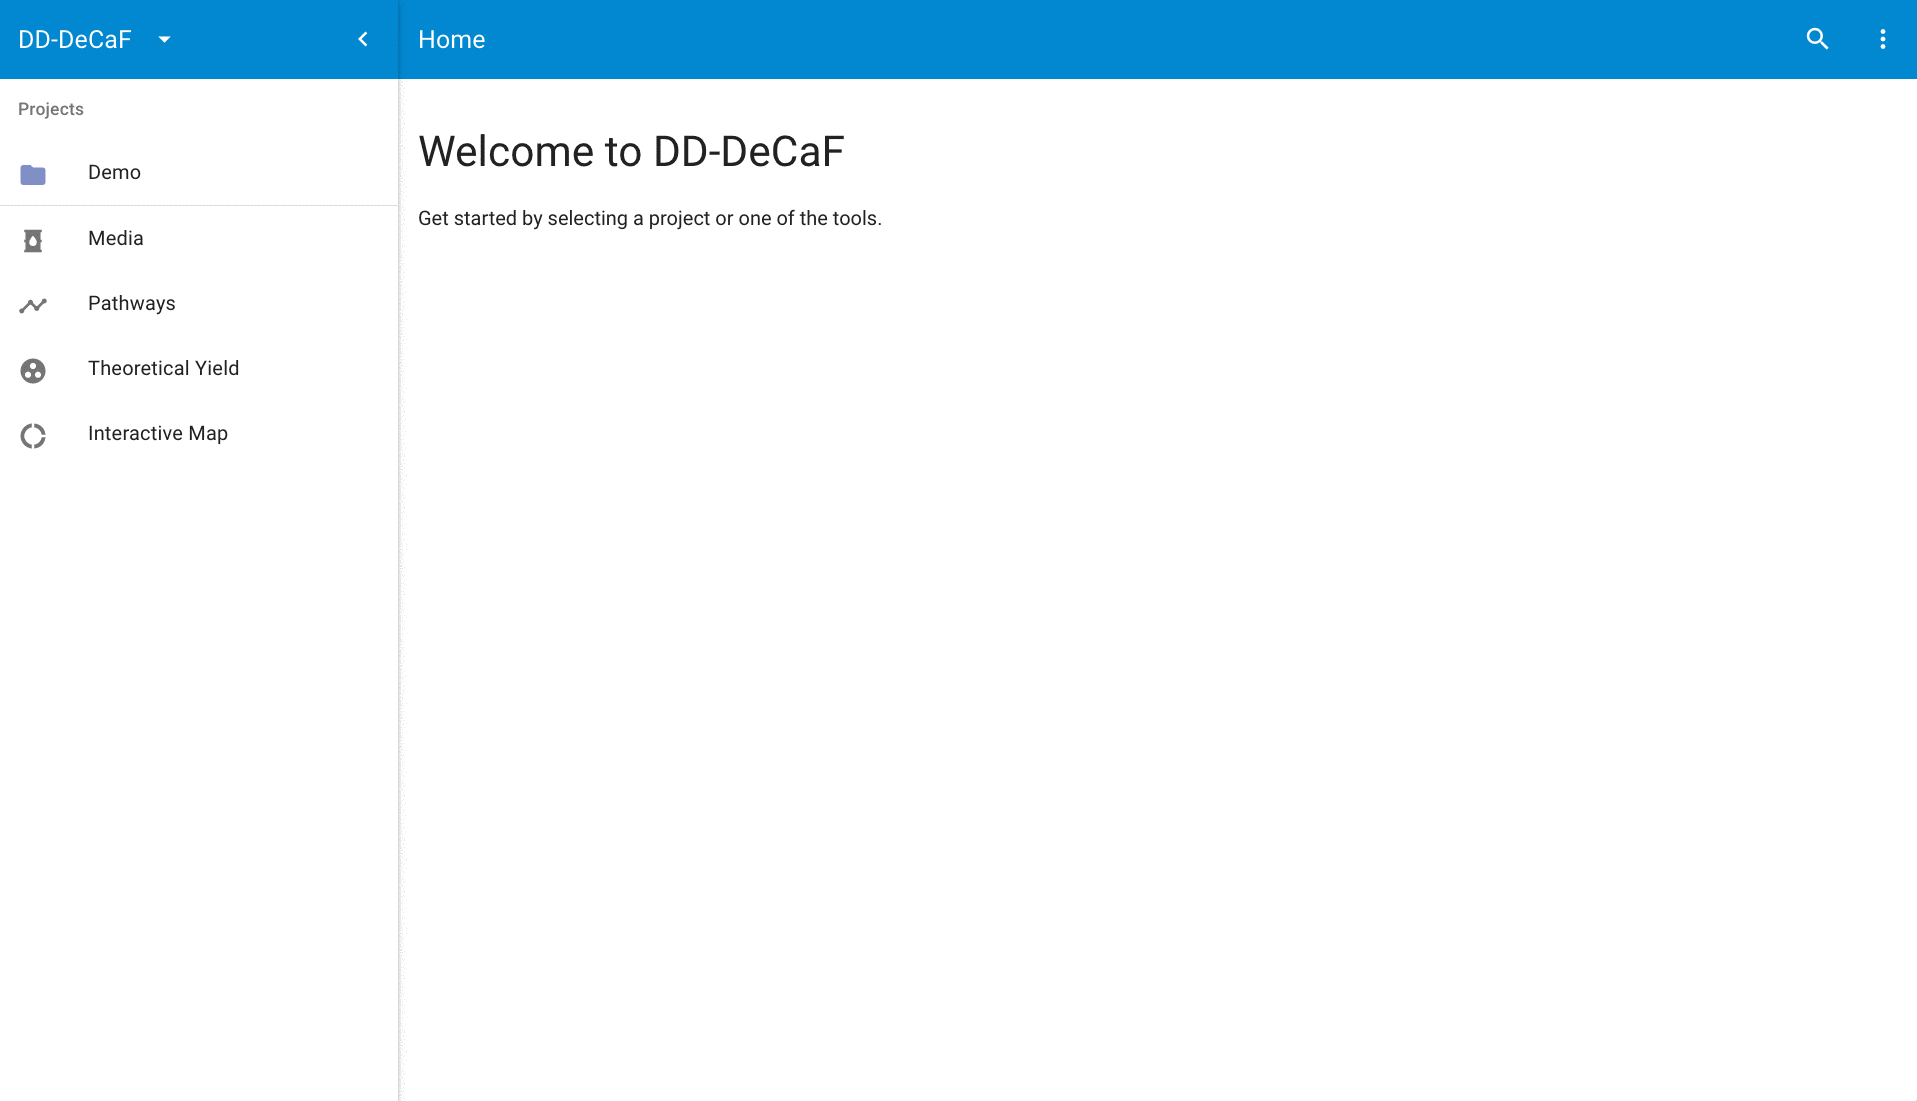 DD-DeCaF
Home
Projects
Demo
Media
Pathways
Theoretical Yield
Interactive Map
Welcome to DD-DeCaF
Get started by selecting a project or one of the tools.